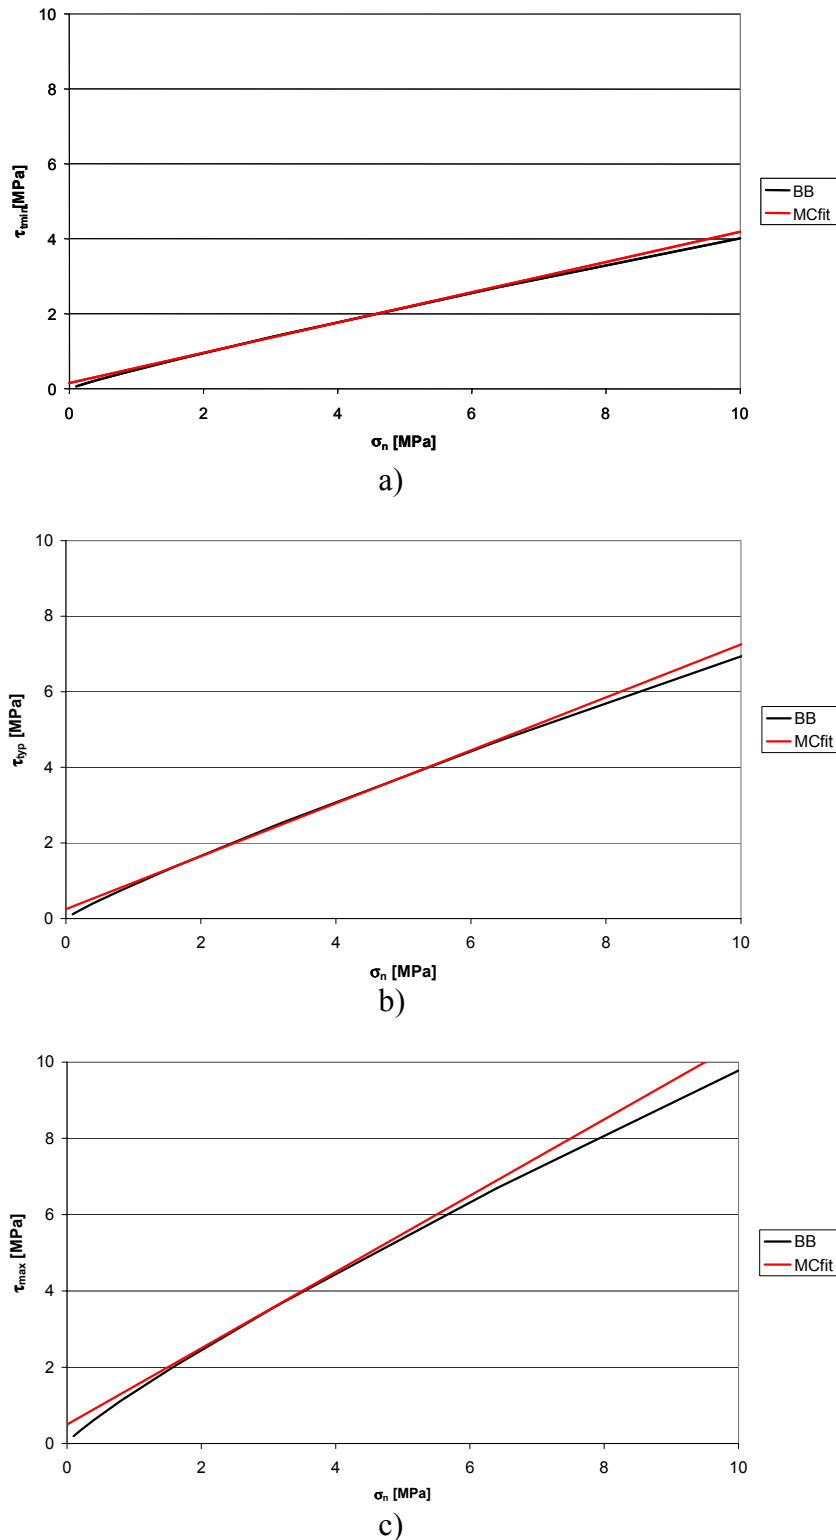 10
8
6
4
2
0
τtmin[MPa]
BB
MCfit
0 2 4 6 8 10
σn [MPa]
a)
10
8
6
4
2
0
τtyp [MPa]
BB
MCfit
0 2 4 6 8 10
σn [MPa]
b)
10
8
6
4
2
0
τmax [MPa]
BB
MCfit
0 2 4 6 8 10
σn [MPa]
c)